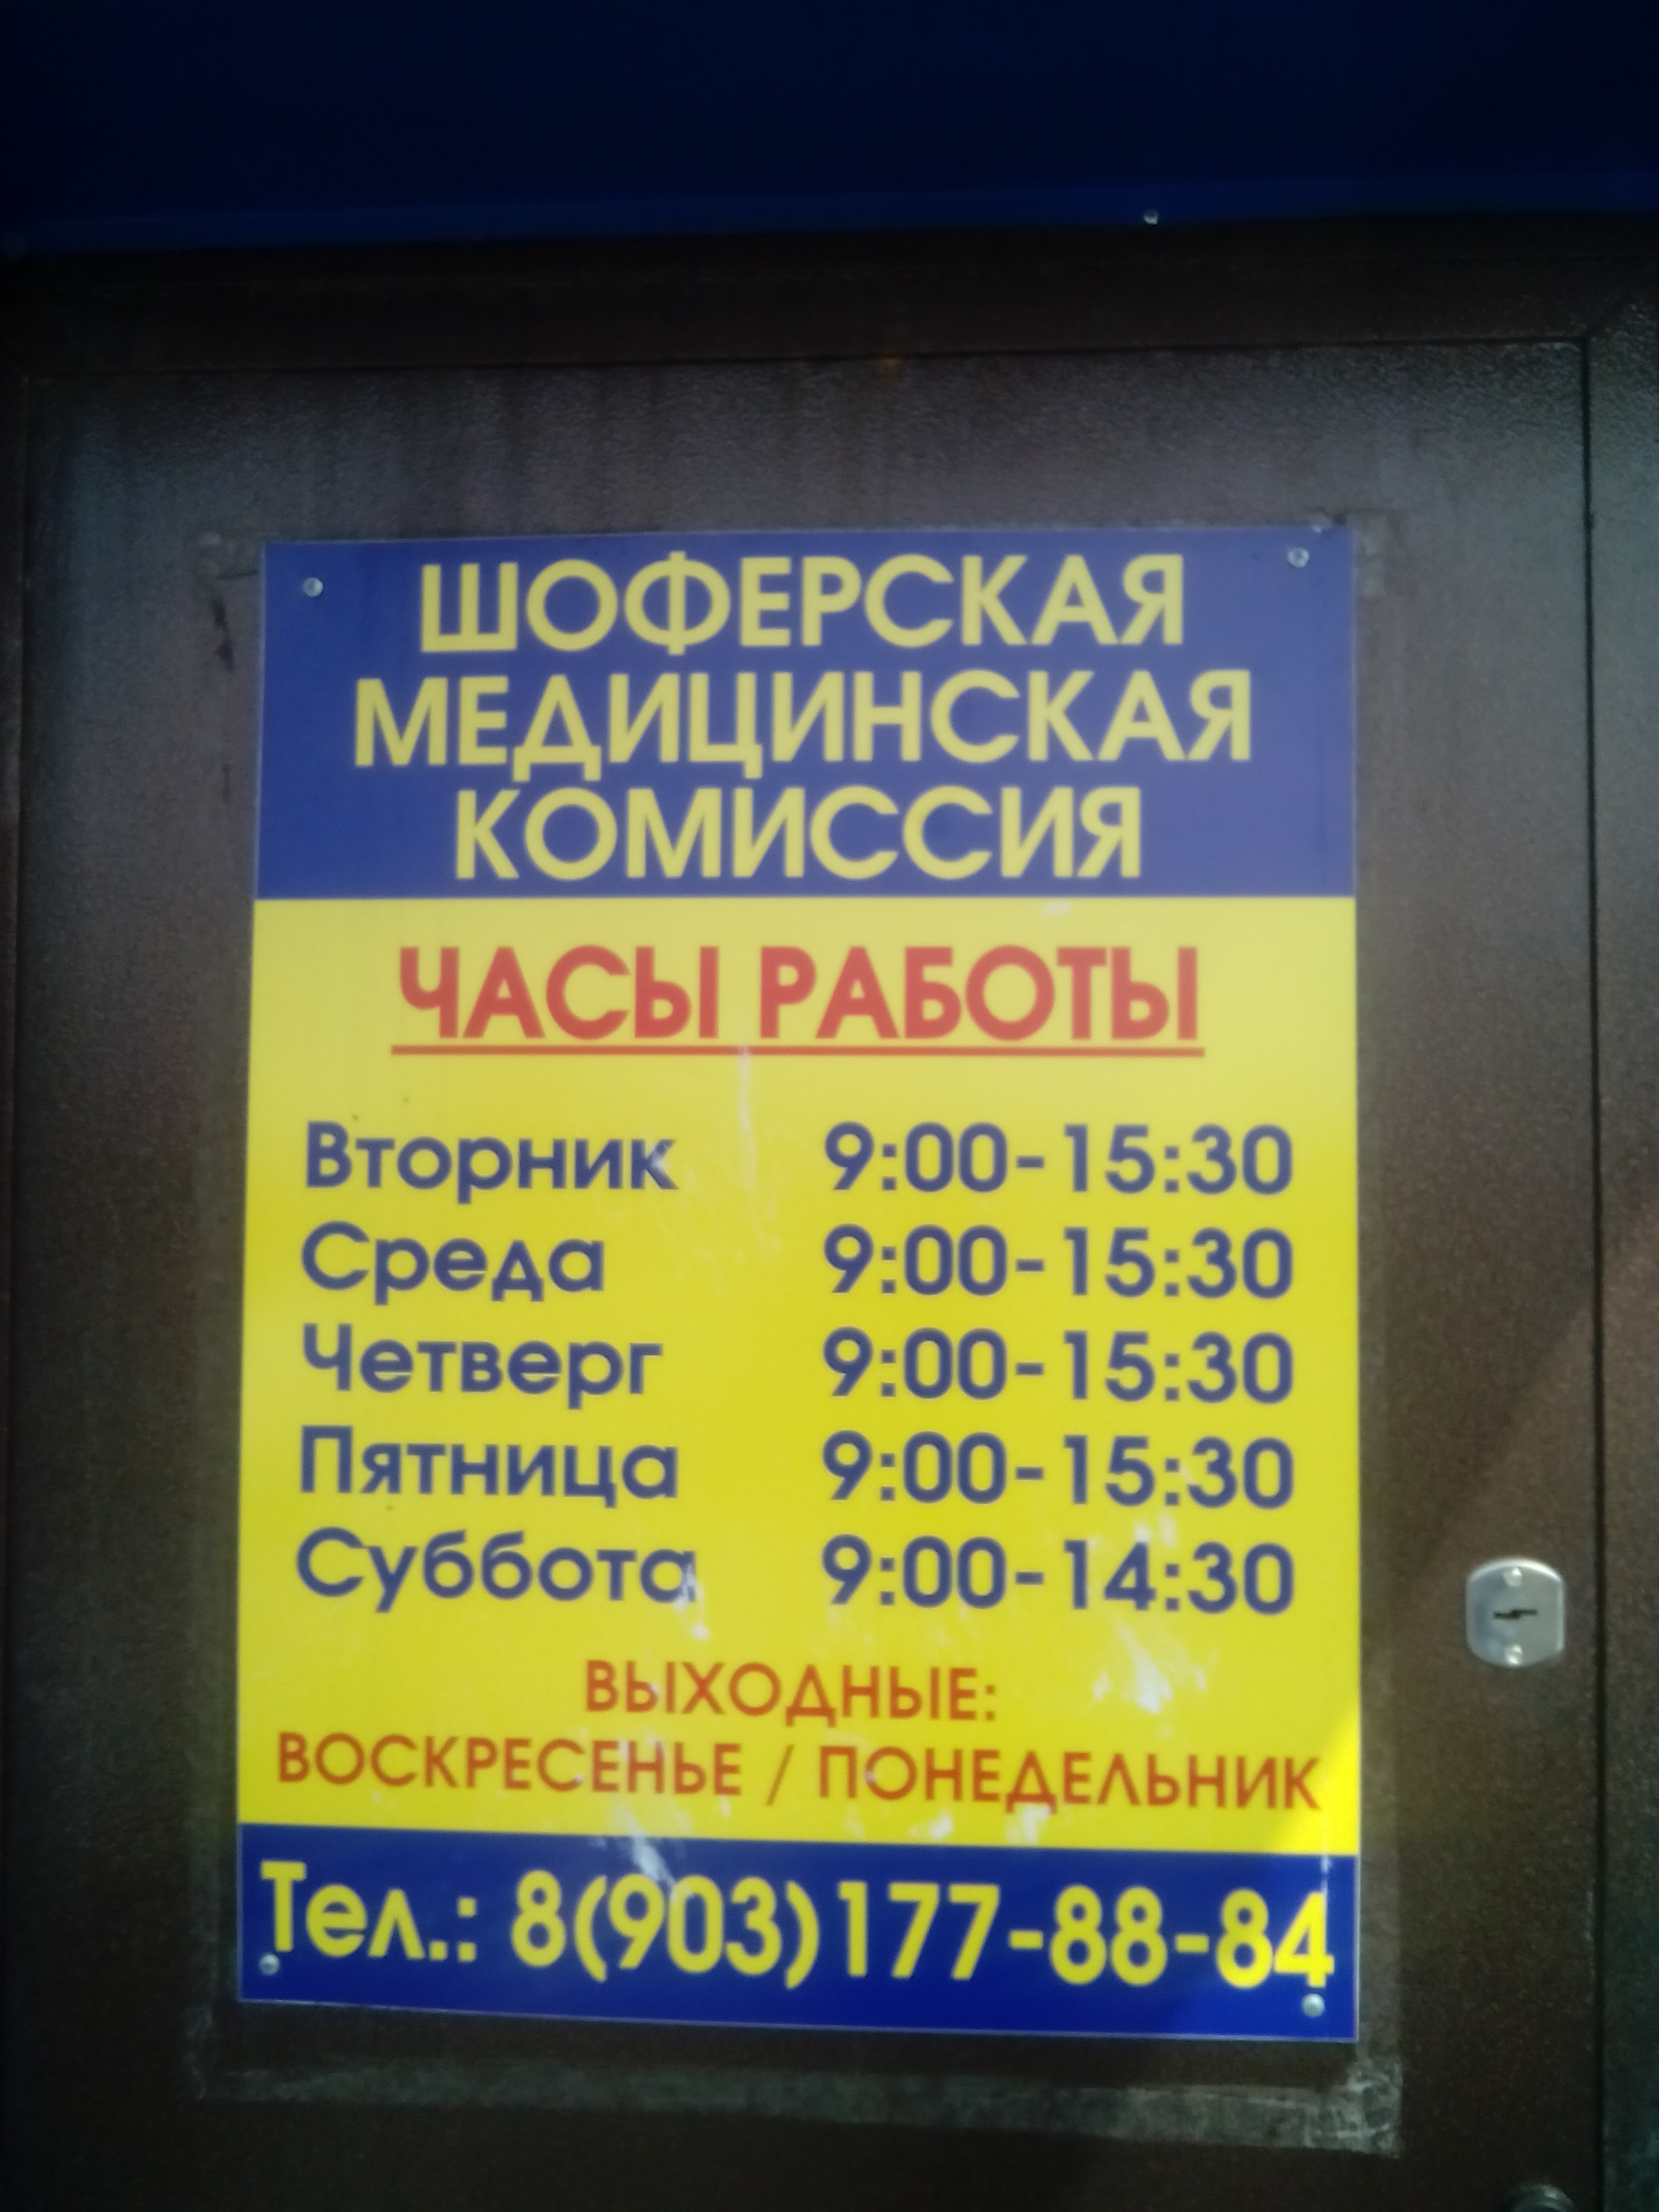 ШОФЕРСКАЯ
МЕДИЦИНСКАЯ
КОМИССИЯ
ЧАСЫ РАБОТЫ
Вторник 9:00-15:30
Среда 9:00-15:30
Четверг 9:00-15:30
Пятница 9:00-15:30
Суббота 9:00-14:30
ВЫХОДНЫЕ:
ВОСКРЕСЕНЬЕ / ПОНЕДЕЛЬНИК
Тел.: 8(903)177-88-84